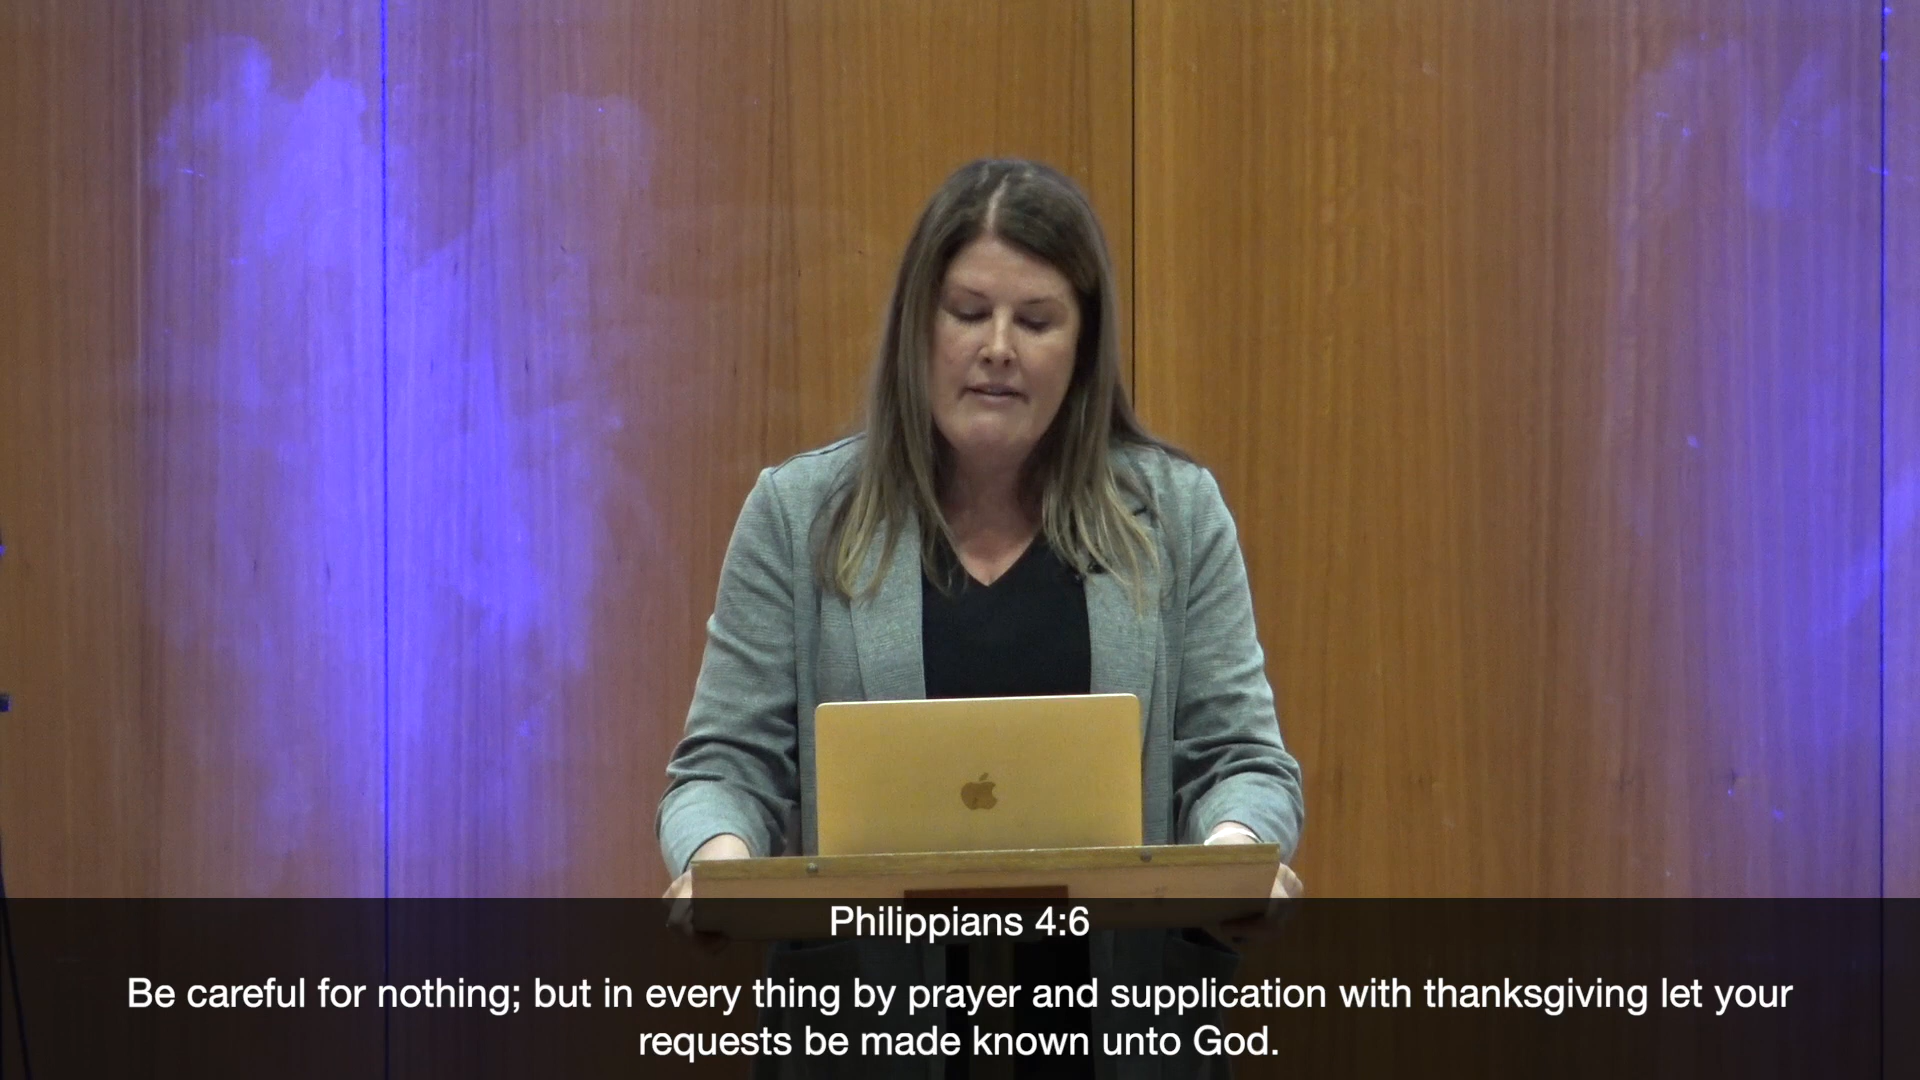 Philippians 4:6
Be careful for nothing; but in every thing by prayer and supplication with thanksgiving let your
requests be made known unto God.